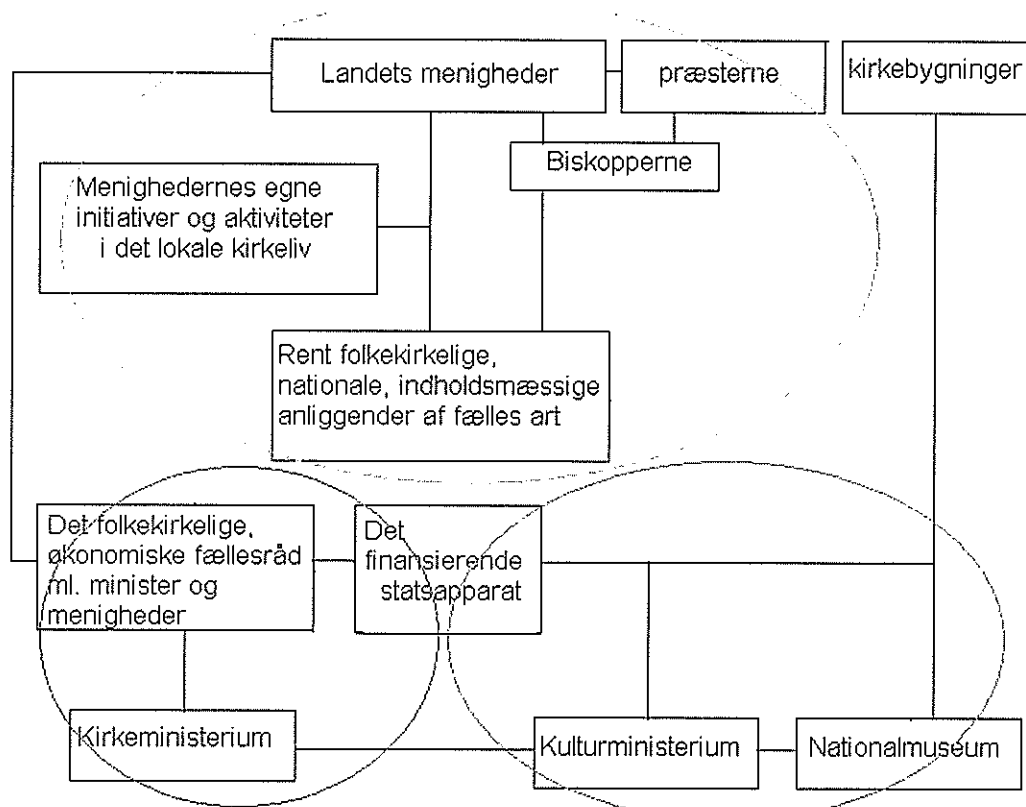 Landets menigheder
præsterne
kirkebygninger
Biskopperne
Menighedernes egne
initiativer og aktiviteter
i det lokale kirkeliv
Rent folkekirkelige,
nationale, indholdsmæssige
anliggender af fælles art
Det folkekirkelige,
økonomiske fællesråd
ml. minister og
menigheder
Det
finansierende
statsapparat
Kirkeministerium
Kulturministerium
Nationalmuseum